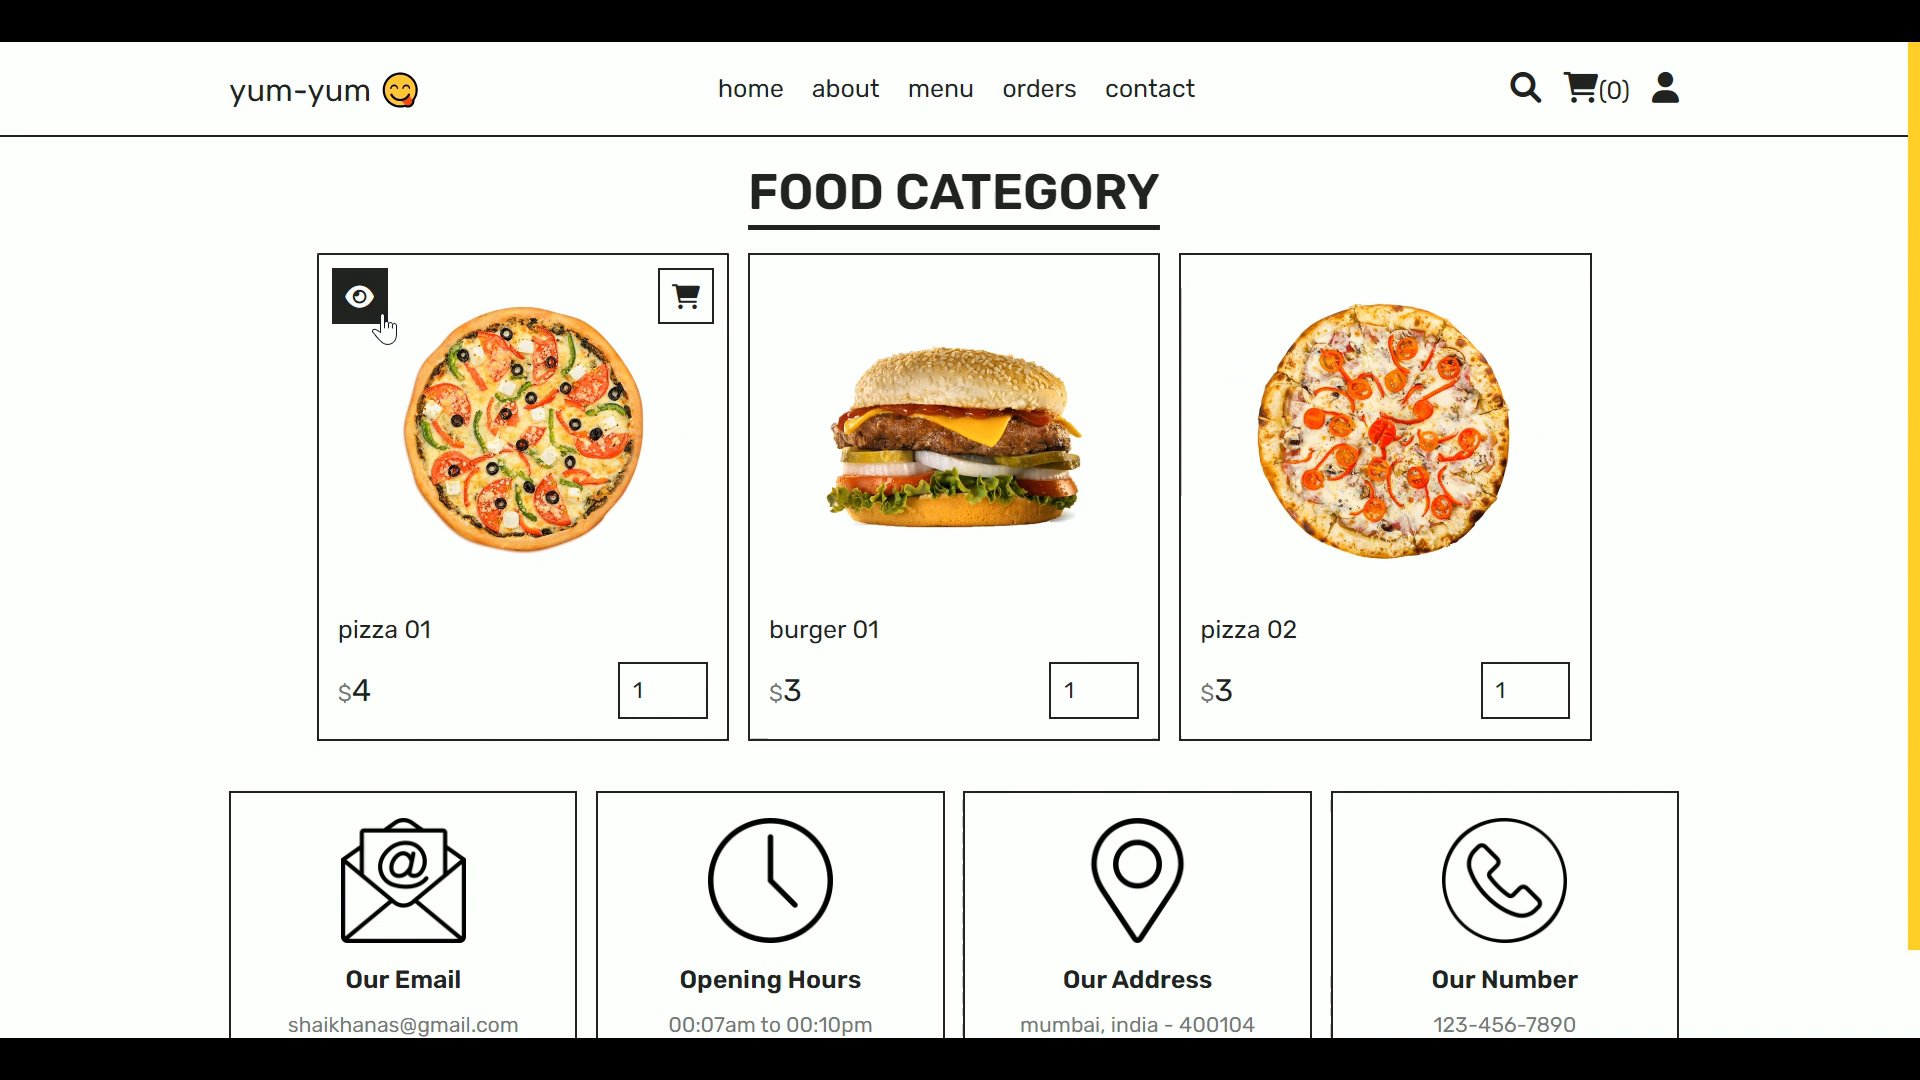 yum-yum 😋
home about menu orders contact
(0)
FOOD CATEGORY
pizza 01
$4 1
burger 01
$3 1
pizza 02
$3 1
@
Our Email
shaikhanas@gmail.com
Opening Hours
00:07am to 00:10pm
Our Address
mumbai, india - 400104
Our Number
123-456-7890